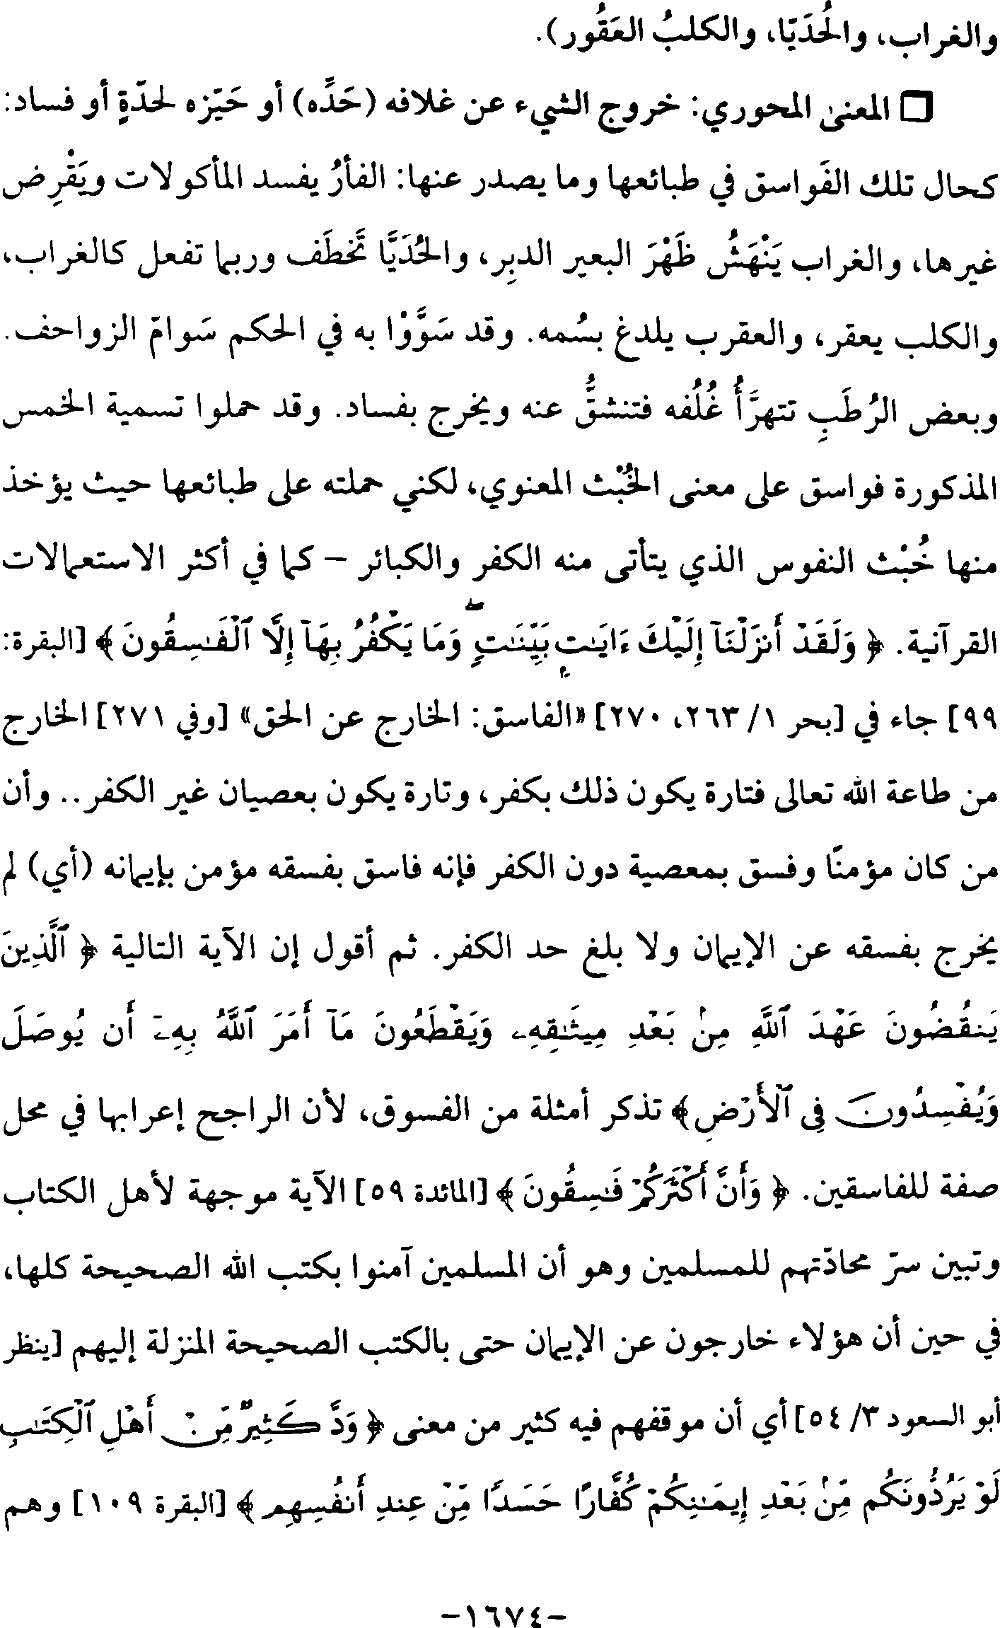 والغراب، والحُدَيّا، والكلبُ العَقُور).
❑ المعنى المحوري: خروج الشيء عن غلافه (حَدِّه) أو حَيّزه لحدّةٍ أو فساد:
كحال تلك الفَواسق في طبائعها وما يصدر عنها: الفأرُ يفسد المأكولات ويَقْرِض
غيرها، والغراب يَنْهَشُ ظَهْرَ البعير الدبِر، والحُدَيَّا تَخطَف وربما تفعل كالغراب،
والكلب يعقر، والعقرب يلدغ بسُمه. وقد سَوَّوْا به في الحكم سَوامّ الزواحف.
وبعض الرُطَبِ تتهرَّأُ غُلُفه فتنشقُّ عنه ويخرج بفساد. وقد حملوا تسمية الخمس
المذكورة فواسق على معنى الخُبْث المعنوي، لكني حملته على طبائعها حيث يؤخذ
منها خُبْث النفوس الذي يتأتى منه الكفر والكبائر – كما في أكثر الاستعمالات
القرآنية. ﴿ وَلَقَدْ أَنزَلْنَآ إِلَيْكَ ءَايَـٰتٍۭ بَيِّنَـٰتٍۢ ۖ وَمَا يَكْفُرُ بِهَآ إِلَّا ٱلْفَـٰسِقُونَ ﴾ [البقرة:
٩٩] جاء في [بحر ١/ ٢٦٣، ٢٧٠] «الفاسق: الخارج عن الحق» [وفي ٢٧١] الخارج
من طاعة الله تعالى فتارة يكون ذلك بكفر، وتارة يكون بعصيان غير الكفر.. وأن
من كان مؤمنًا وفسق بمعصية دون الكفر فإنه فاسق بفسقه مؤمن بإيمانه (أي) لم
يخرج بفسقه عن الإيمان ولا بلغ حد الكفر. ثم أقول إن الآية التالية ﴿ ٱلَّذِينَ
يَنقُضُونَ عَهْدَ ٱللَّهِ مِنۢ بَعْدِ مِيثَـٰقِهِۦ وَيَقْطَعُونَ مَآ أَمَرَ ٱللَّهُ بِهِۦٓ أَن يُوصَلَ
وَيُفْسِدُونَ فِى ٱلْأَرْضِ ﴾ تذكر أمثلة من الفسوق، لأن الراجح إعرابها في محل
صفة للفاسقين. ﴿ وَأَنَّ أَكْثَرَكُمْ فَـٰسِقُونَ ﴾ [المائدة ٥٩] الآية موجهة لأهل الكتاب
وتبين سرّ محادّتهم للمسلمين وهو أن المسلمين آمنوا بكتب الله الصحيحة كلها،
في حين أن هؤلاء خارجون عن الإيمان حتى بالكتب الصحيحة المنزلة إليهم [ينظر
أبو السعود ٣/ ٥٤] أي أن موقفهم فيه كثير من معنى ﴿ وَدَّ كَثِيرٌ مِّنْ أَهْلِ ٱلْكِتَـٰبِ
لَوْ يَرُدُّونَكُم مِّنۢ بَعْدِ إِيمَـٰنِكُمْ كُفَّارًا حَسَدًا مِّنْ عِندِ أَنفُسِهِم ﴾ [البقرة ١٠٩] وهم
-١٦٧٤-